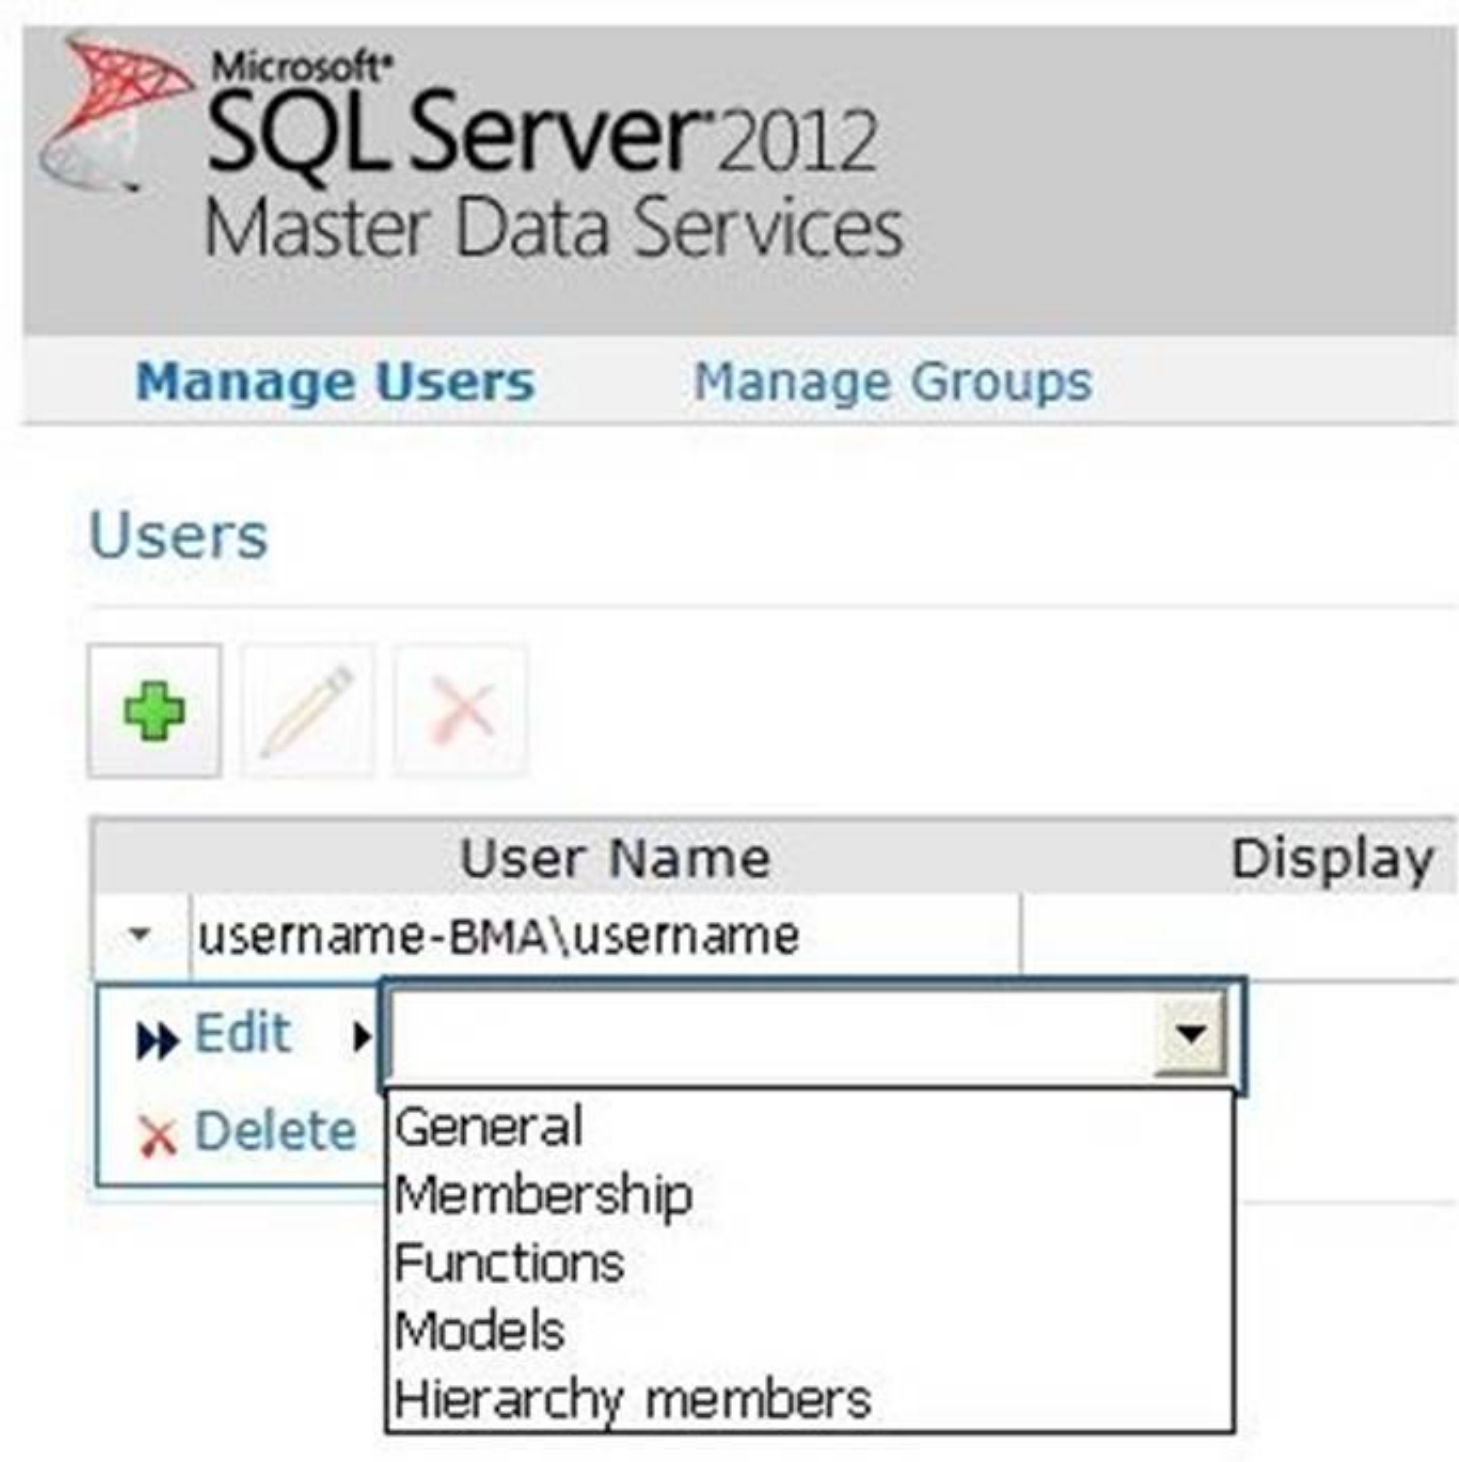 Microsoft®
SQL Server® 2012
Master Data Services
Manage Users Manage Groups
Users
User Name Display
username-BMA\username
Edit
Delete
General
Membership
Functions
Models
Hierarchy members